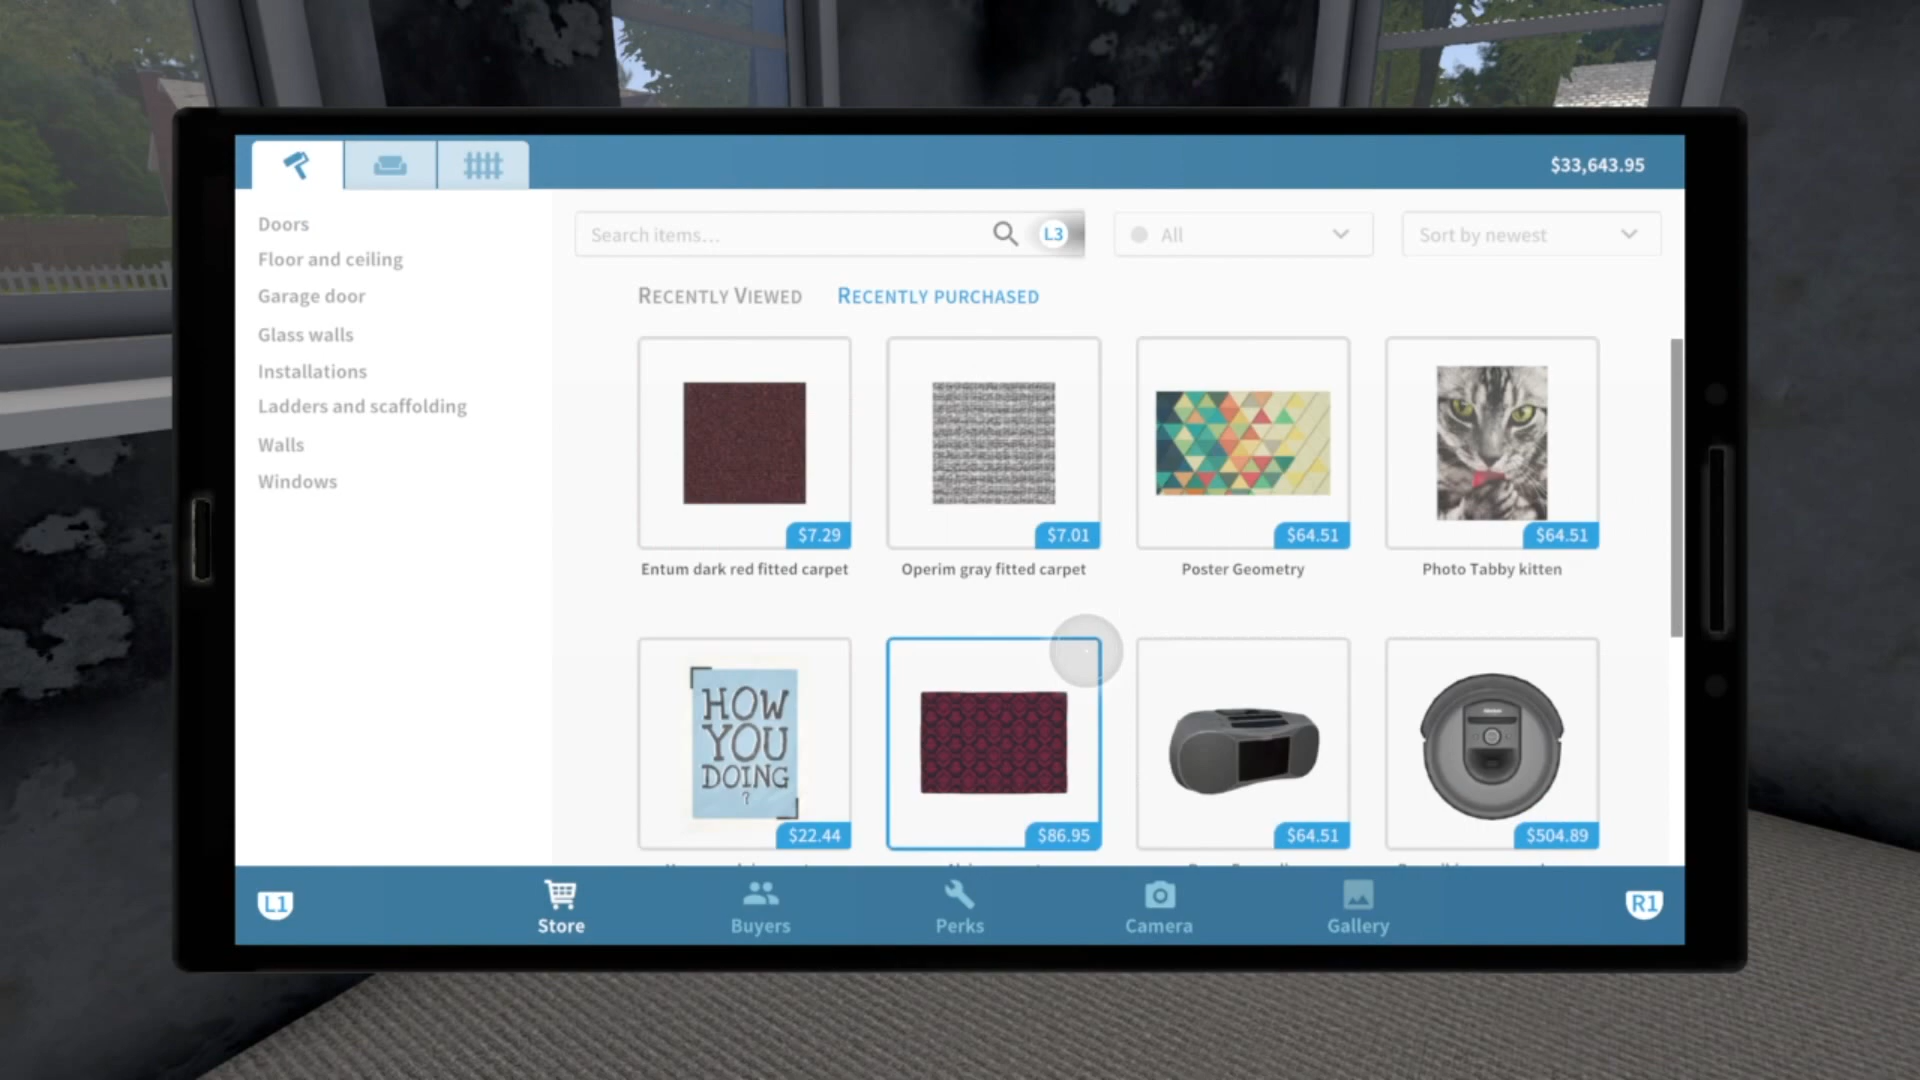 $33,643.95
Doors
Floor and ceiling
Garage door
Glass walls
Installations
Ladders and scaffolding
Walls
Windows
Search items...
L3
All
Sort by newest
RECENTLY VIEWED
RECENTLY PURCHASED
$7.29
$7.01
$64.51
$64.51
Entum dark red fitted carpet
Operim gray fitted carpet
Poster Geometry
Photo Tabby kitten
HOW
YOU
DOING
?
$22.44
$86.95
$64.51
$504.89
L1
Store
Buyers
Perks
Camera
Gallery
R1